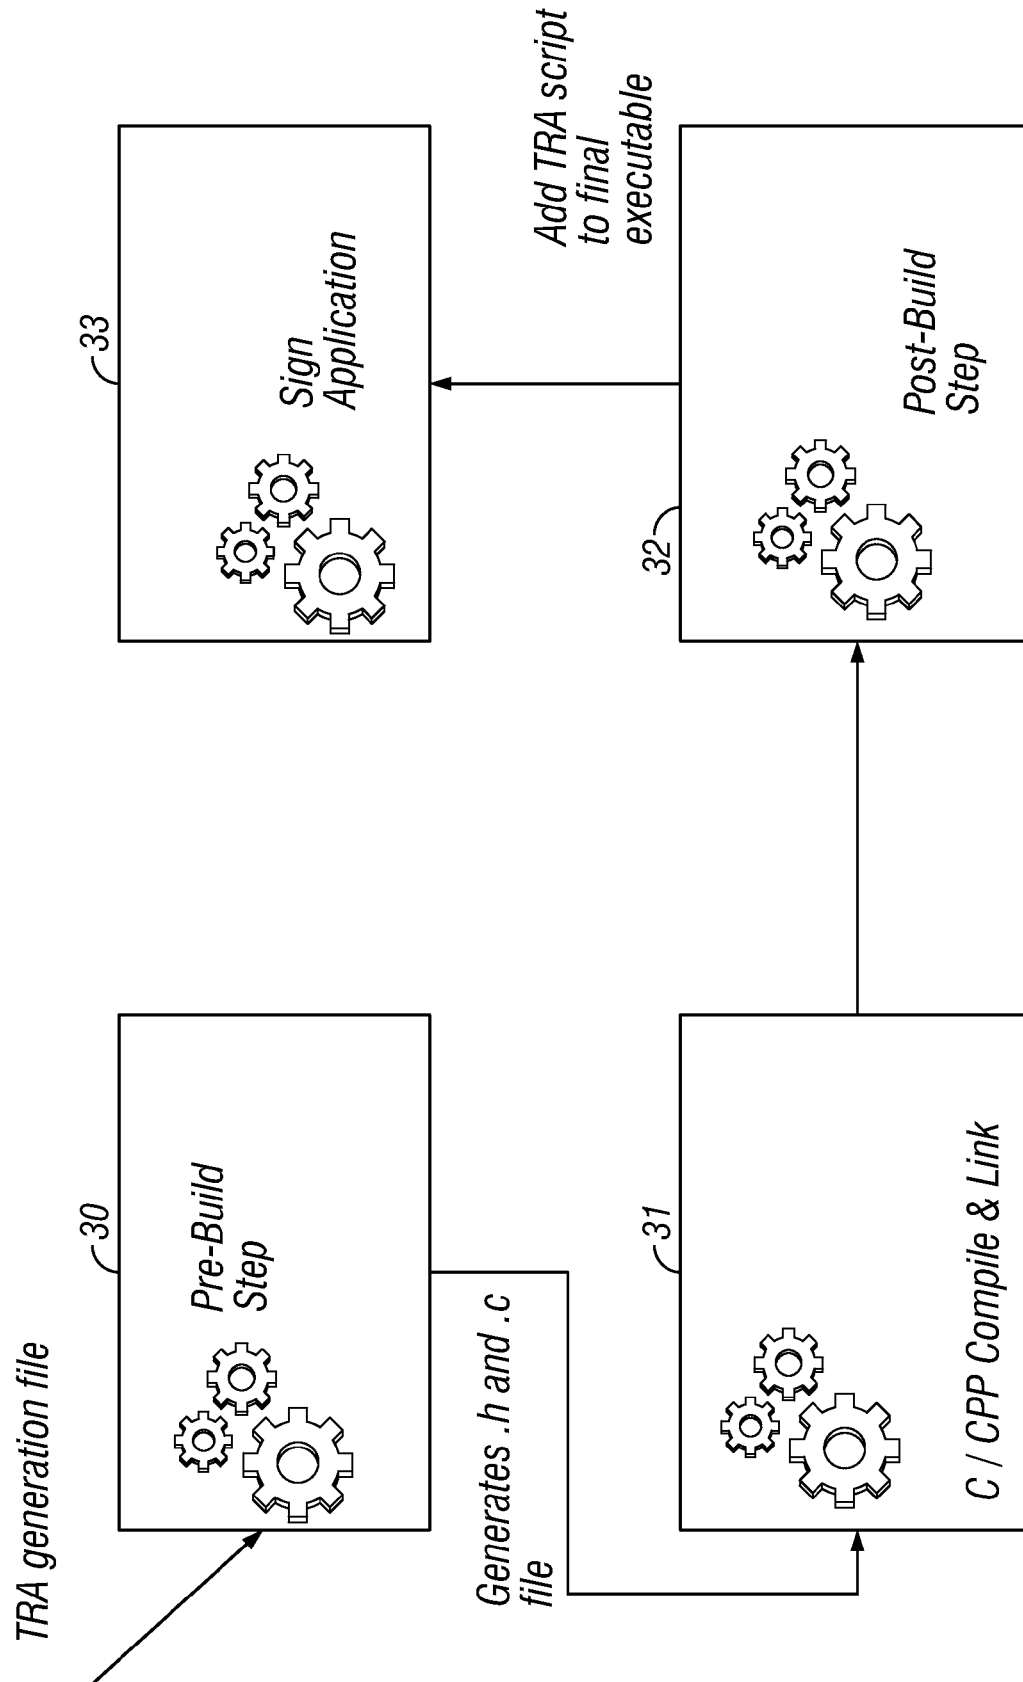 TRA generation file
30
Pre-Build
Step
Generates .h and .c
file
31
C / CPP Compile & Link
32
Post-Build
Step
Add TRA script
to final
executable
33
Sign
Application